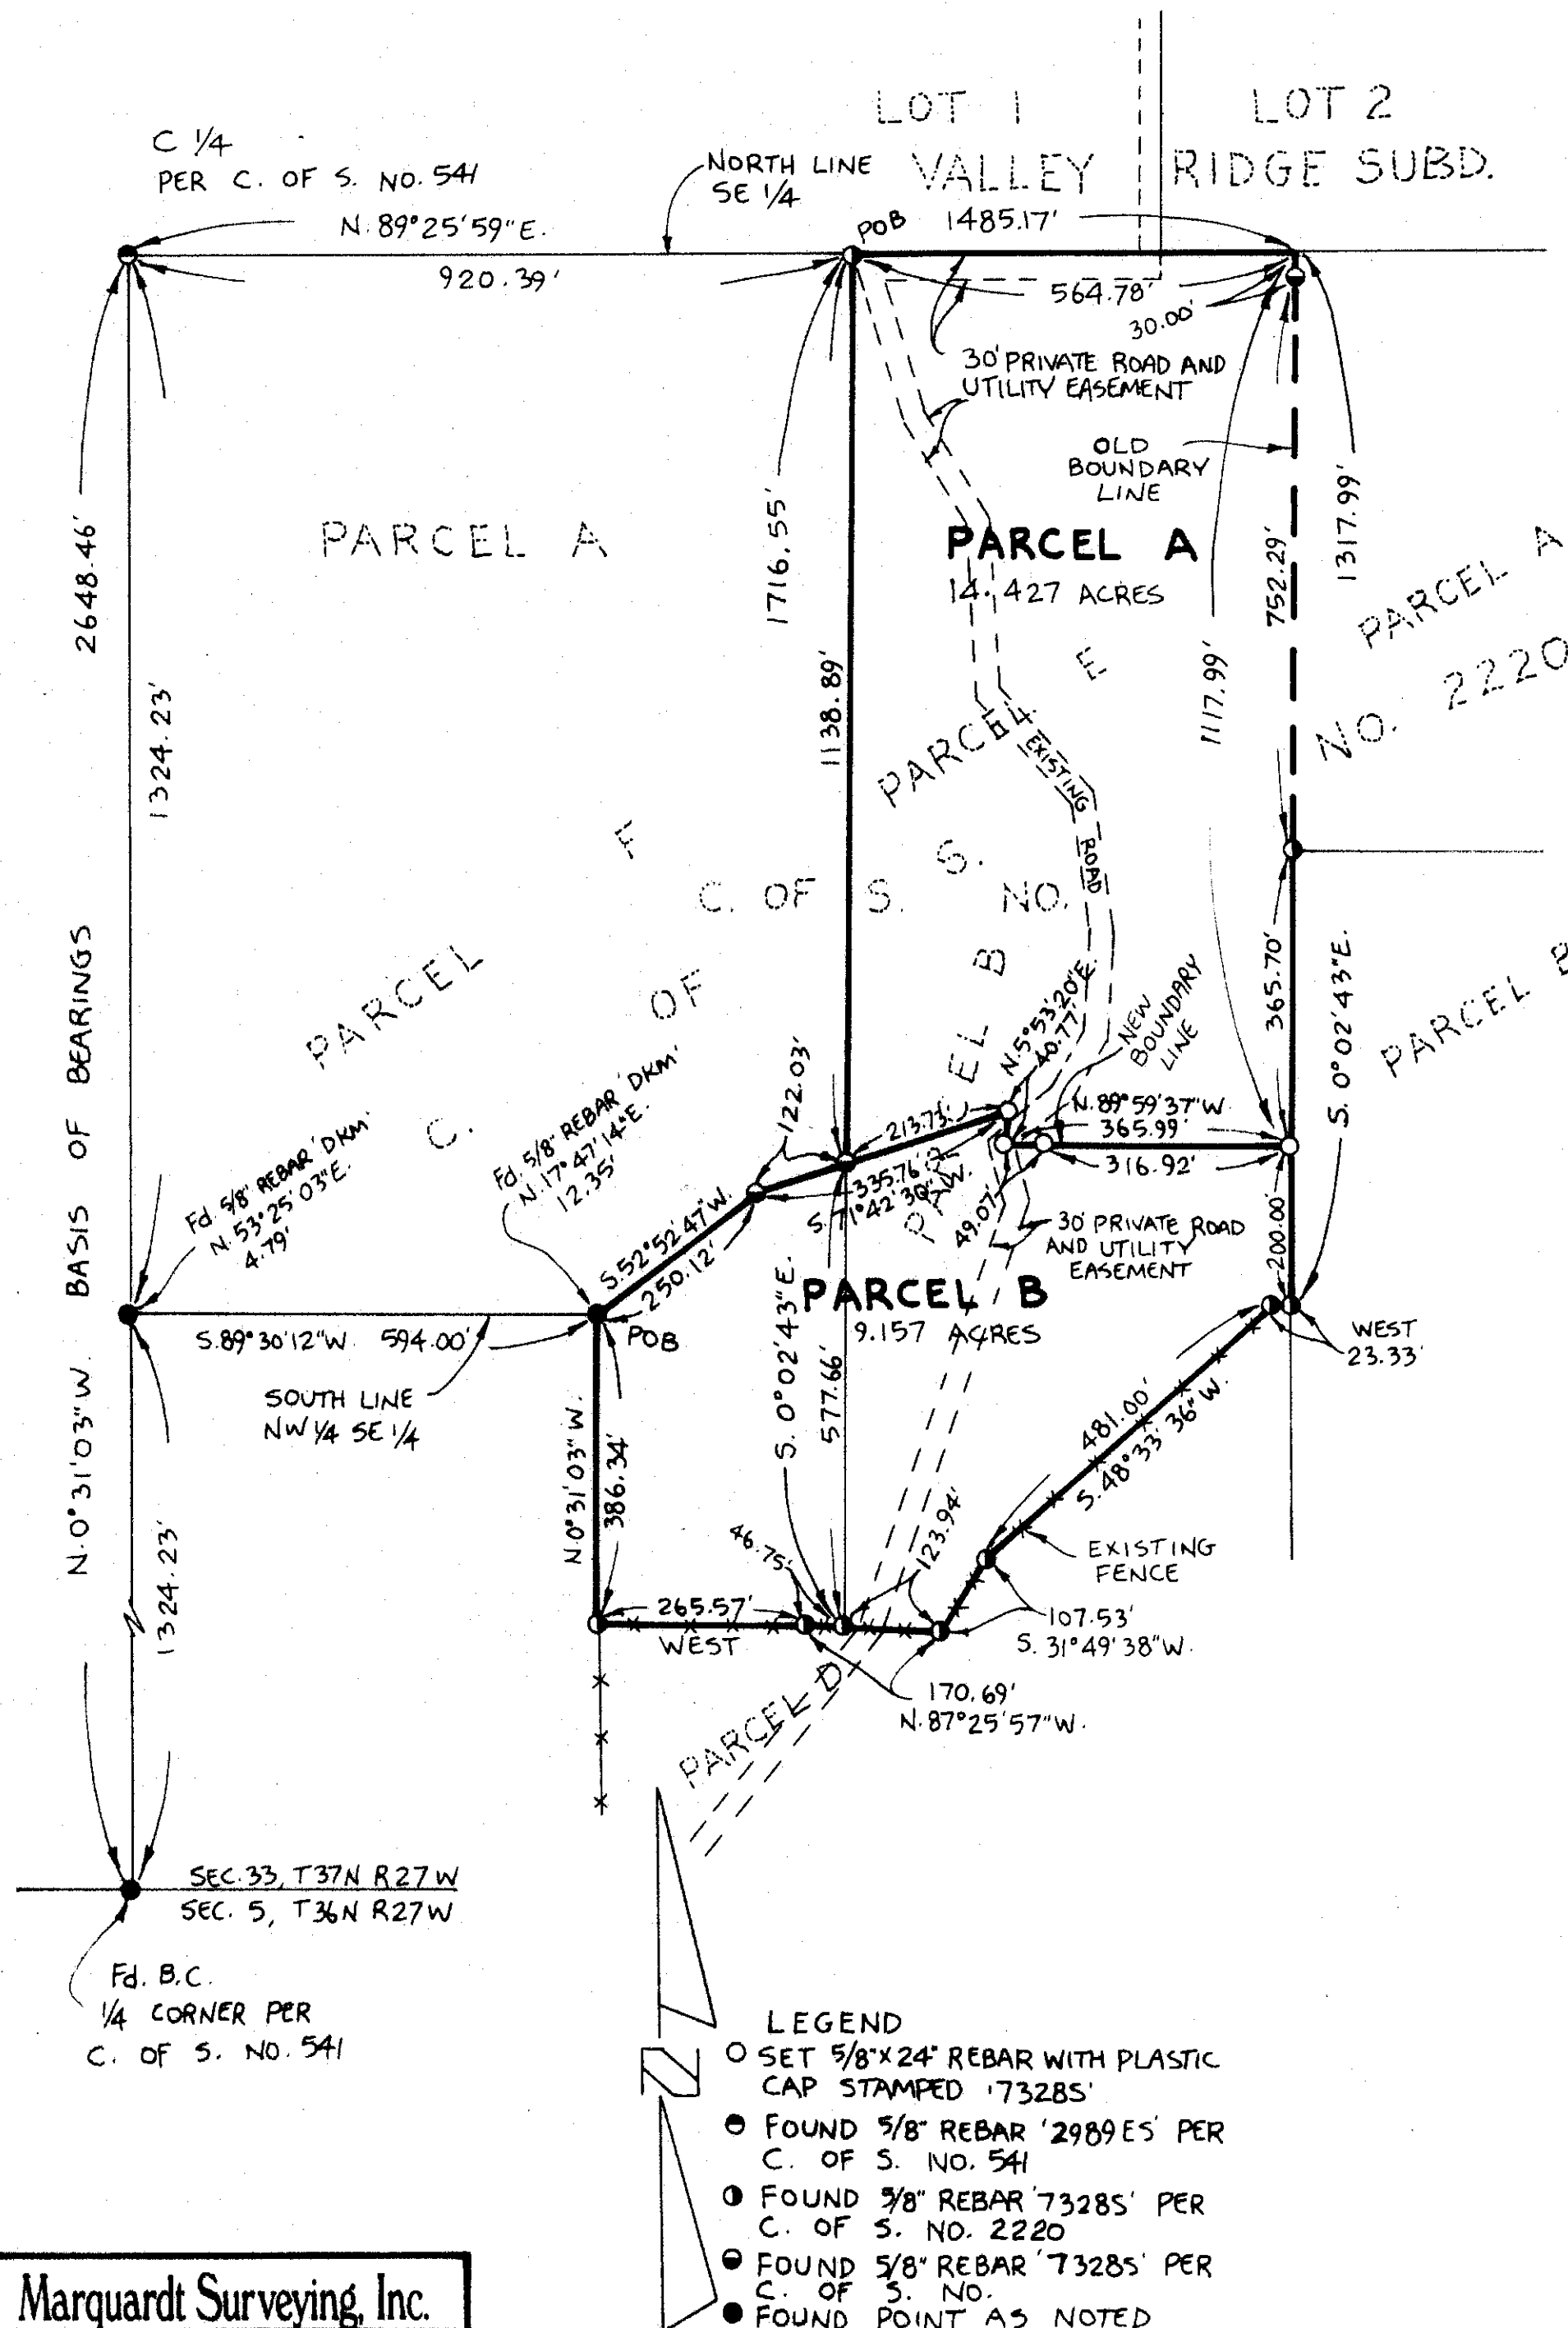 LOT 1
LOT 2
VALLEY
RIDGE SUBD.
C 1/4
PER C. OF S. NO. 541
N. 89°25'59"E.
920.39'
NORTH LINE
SE 1/4
POB
1485.17'
564.78'
30.00'
30' PRIVATE ROAD AND
UTILITY EASEMENT
OLD
BOUNDARY
LINE
2648.46'
1324.23'
PARCEL A
1716.55'
1138.89'
PARCEL A
14.427 ACRES
1117.99'
752.29'
1317.99'
PARCEL A
NO. 2220
PARCEL E
EXISTING
ROAD
PARCEL F
C. OF S. NO.
C. OF S.
PARCEL B
365.70'
S. 0°02'43"E.
PARCEL B
N. 5°53'20"E.
40.77'
NEW
BOUNDARY
LINE
N. 89°59'37"W.
365.99'
316.92'
49.07'
213.73'
335.76'
S. 71°42'30"W.
122.03'
S. 52°52'47"W.
250.12'
Fd. 5/8" REBAR 'DKM'
N. 17°47'14"E.
12.35'
Fd. 5/8" REBAR 'DKM'
N. 53°25'03"E.
4.79'
N. 0°31'03"W. BASIS OF BEARINGS
S. 89°30'12"W. 594.00'
POB
SOUTH LINE
NW 1/4 SE 1/4
30' PRIVATE ROAD
AND UTILITY
EASEMENT
200.00'
PARCEL B
9.157 ACRES
WEST
23.33'
S. 0°02'43"E.
577.66'
N. 0°31'03"W.
386.34'
481.00'
S. 48°33'36"W.
EXISTING
FENCE
1324.23'
46.75'
123.94'
265.57'
WEST
107.53'
S. 31°49'38"W.
170.69'
N. 87°25'57"W.
PARCEL D
SEC. 33, T37N R27W
SEC. 5, T36N R27W
Fd. B.C.
1/4 CORNER PER
C. OF S. NO. 541
N
LEGEND
SET 5/8"X24" REBAR WITH PLASTIC
CAP STAMPED '7328S'
FOUND 5/8" REBAR '2989ES' PER
C. OF S. NO. 541
FOUND 5/8" REBAR '7328S' PER
C. OF S. NO. 2220
FOUND 5/8" REBAR '7328S' PER
C. OF S. NO.
FOUND POINT AS NOTED
Marquardt Surveying, Inc.